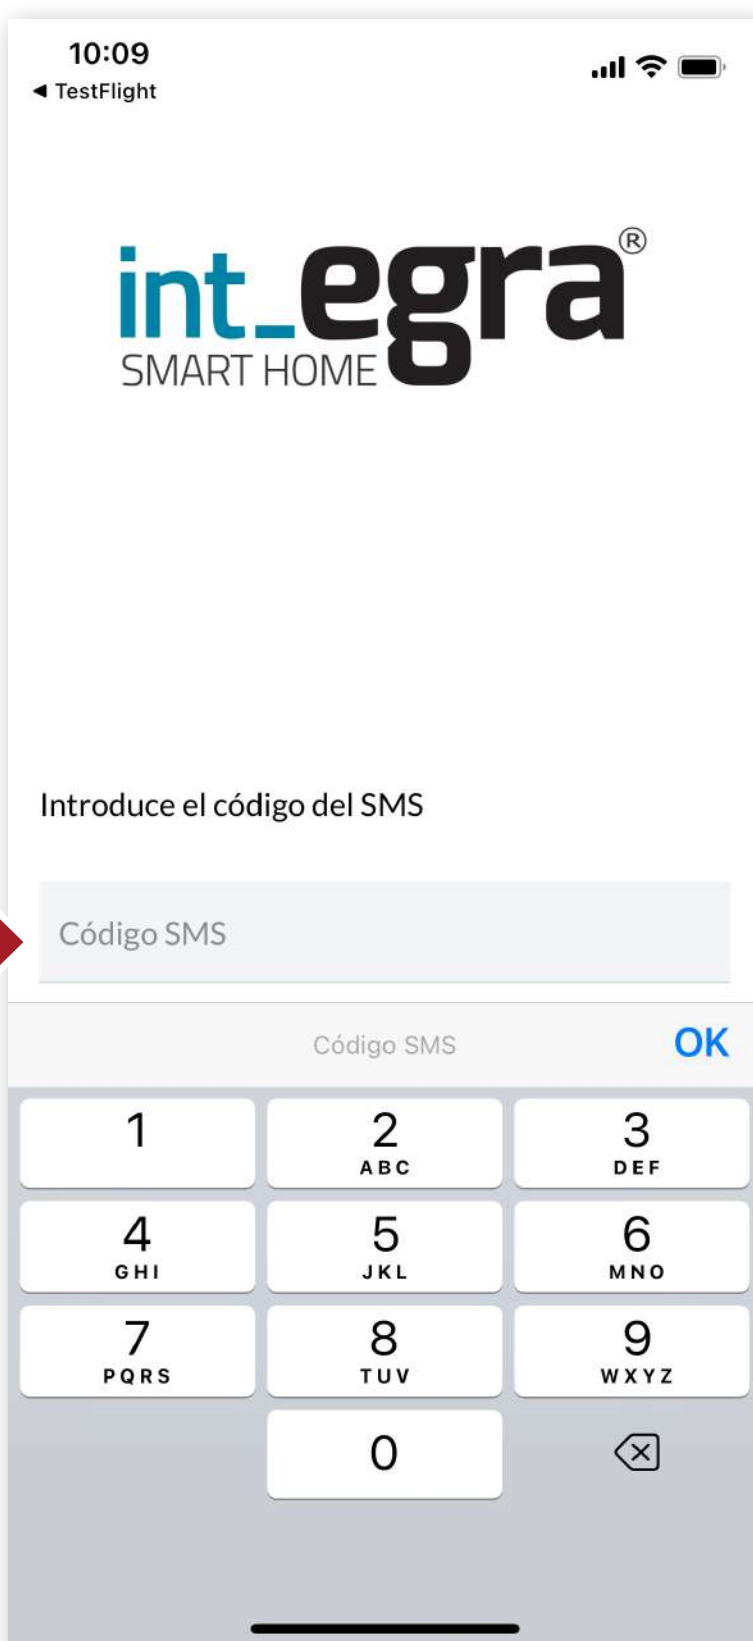 10:09
◀ TestFlight
int_egra®
SMART HOME
Introduce el código del SMS
Código SMS
Código SMS OK
1 2 3
ABC DEF
4 5 6
GHI JKL MNO
7 8 9
PQRS TUV WXYZ
0